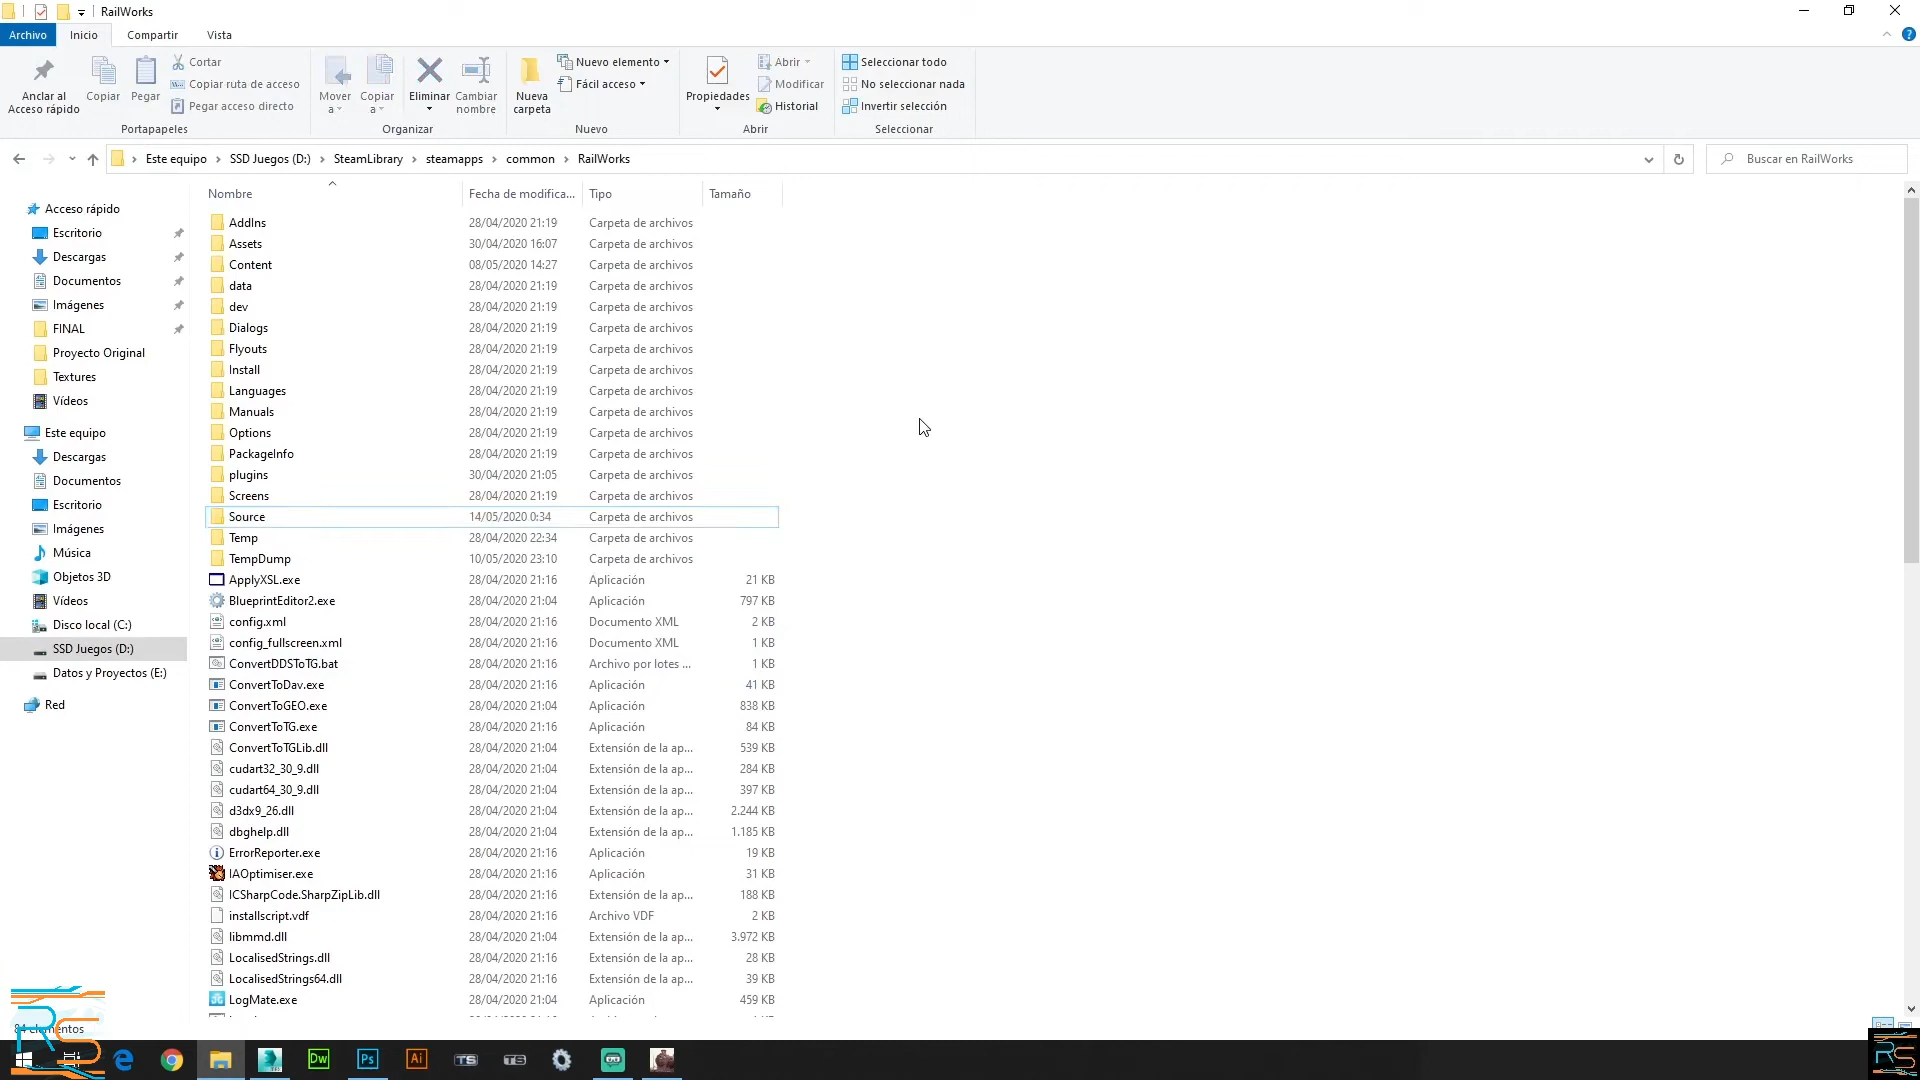 RailWorks
Archivo Inicio Compartir Vista
Anclar al Acceso rápido
Copiar
Pegar
Cortar
Copiar ruta de acceso
Pegar acceso directo
Portapapeles
Mover a
Copiar a
Eliminar
Cambiar nombre
Organizar
Nueva carpeta
Nuevo elemento
Fácil acceso
Nuevo
Propiedades
Abrir
Modificar
Historial
Abrir
Seleccionar todo
No seleccionar nada
Invertir selección
Seleccionar
Este equipo > SSD Juegos (D:) > SteamLibrary > steamapps > common > RailWorks
Buscar en RailWorks
Acceso rápido
Escritorio
Descargas
Documentos
Imágenes
FINAL
Proyecto Original
Textures
Vídeos
Este equipo
Descargas
Documentos
Escritorio
Imágenes
Música
Objetos 3D
Vídeos
Disco local (C:)
SSD Juegos (D:)
Datos y Proyectos (E:)
Red
Nombre Fecha de modifica... Tipo Tamaño
AddIns 28/04/2020 21:19 Carpeta de archivos
Assets 30/04/2020 16:07 Carpeta de archivos
Content 08/05/2020 14:27 Carpeta de archivos
data 28/04/2020 21:19 Carpeta de archivos
dev 28/04/2020 21:19 Carpeta de archivos
Dialogs 28/04/2020 21:19 Carpeta de archivos
Flyouts 28/04/2020 21:19 Carpeta de archivos
Install 28/04/2020 21:19 Carpeta de archivos
Languages 28/04/2020 21:19 Carpeta de archivos
Manuals 28/04/2020 21:19 Carpeta de archivos
Options 28/04/2020 21:19 Carpeta de archivos
PackageInfo 28/04/2020 21:19 Carpeta de archivos
plugins 30/04/2020 21:05 Carpeta de archivos
Screens 28/04/2020 21:19 Carpeta de archivos
Source 14/05/2020 0:34 Carpeta de archivos
Temp 28/04/2020 22:34 Carpeta de archivos
TempDump 10/05/2020 23:10 Carpeta de archivos
ApplyXSL.exe 28/04/2020 21:16 Aplicación 21 KB
BlueprintEditor2.exe 28/04/2020 21:04 Aplicación 797 KB
config.xml 28/04/2020 21:16 Documento XML 2 KB
config_fullscreen.xml 28/04/2020 21:16 Documento XML 1 KB
ConvertDDSToTG.bat 28/04/2020 21:16 Archivo por lotes ... 1 KB
ConvertToDav.exe 28/04/2020 21:16 Aplicación 41 KB
ConvertToGEO.exe 28/04/2020 21:04 Aplicación 838 KB
ConvertToTG.exe 28/04/2020 21:16 Aplicación 84 KB
ConvertToTGLib.dll 28/04/2020 21:04 Extensión de la ap... 539 KB
cudart32_30_9.dll 28/04/2020 21:04 Extensión de la ap... 284 KB
cudart64_30_9.dll 28/04/2020 21:04 Extensión de la ap... 397 KB
d3dx9_26.dll 28/04/2020 21:04 Extensión de la ap... 2.244 KB
dbghelp.dll 28/04/2020 21:04 Extensión de la ap... 1.185 KB
ErrorReporter.exe 28/04/2020 21:16 Aplicación 19 KB
IAOptimiser.exe 28/04/2020 21:16 Aplicación 31 KB
ICSharpCode.SharpZipLib.dll 28/04/2020 21:16 Extensión de la ap... 188 KB
installscript.vdf 28/04/2020 21:16 Archivo VDF 2 KB
libmmd.dll 28/04/2020 21:04 Extensión de la ap... 3.972 KB
LocalisedStrings.dll 28/04/2020 21:16 Extensión de la ap... 28 KB
LocalisedStrings64.dll 28/04/2020 21:16 Extensión de la ap... 39 KB
LogMate.exe 28/04/2020 21:04 Aplicación 459 KB
84 elementos
RS
Dw Ps Ai TS TS
RS